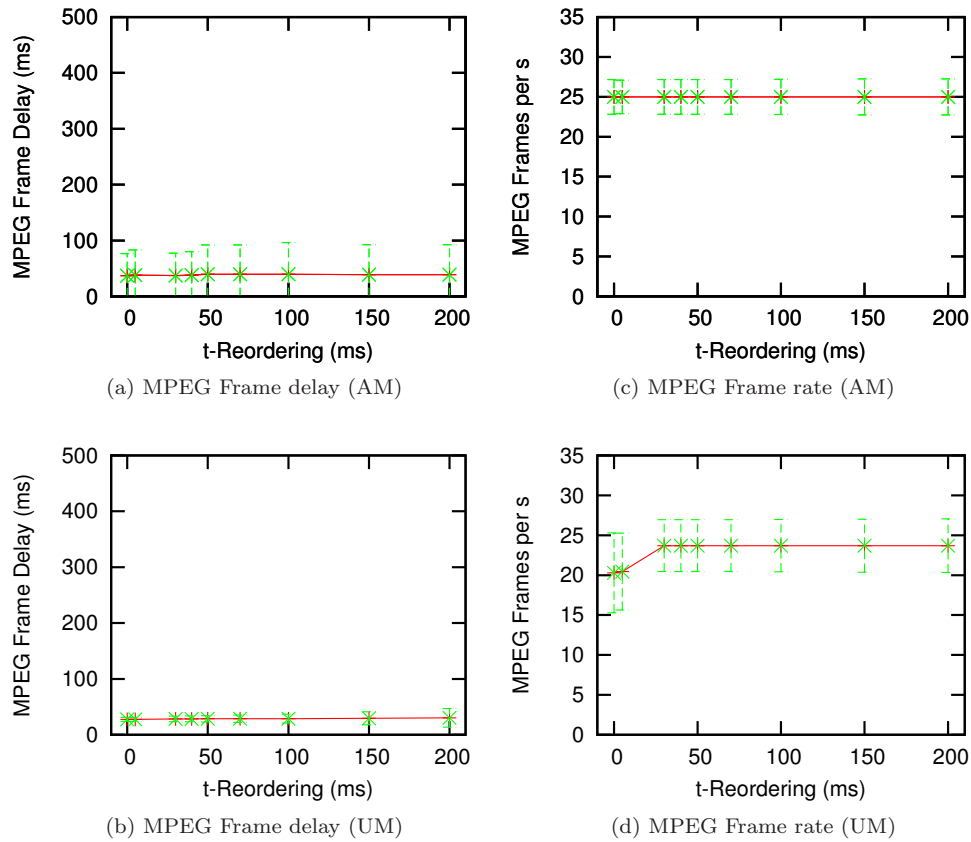 500
400
300
200
100
0
MPEG Frame Delay (ms)
0 50 100 150 200
t-Reordering (ms)
(a) MPEG Frame delay (AM)
35
30
25
20
15
10
5
0
MPEG Frames per s
0 50 100 150 200
t-Reordering (ms)
(c) MPEG Frame rate (AM)
500
400
300
200
100
0
MPEG Frame Delay (ms)
0 50 100 150 200
t-Reordering (ms)
(b) MPEG Frame delay (UM)
35
30
25
20
15
10
5
0
MPEG Frames per s
0 50 100 150 200
t-Reordering (ms)
(d) MPEG Frame rate (UM)